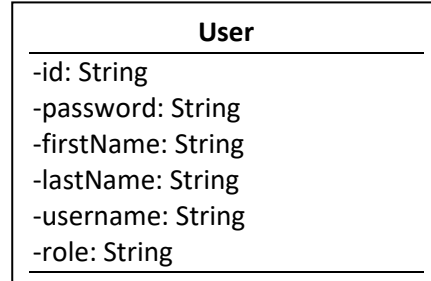 User
-id: String
-password: String
-firstName: String
-lastName: String
-username: String
-role: String